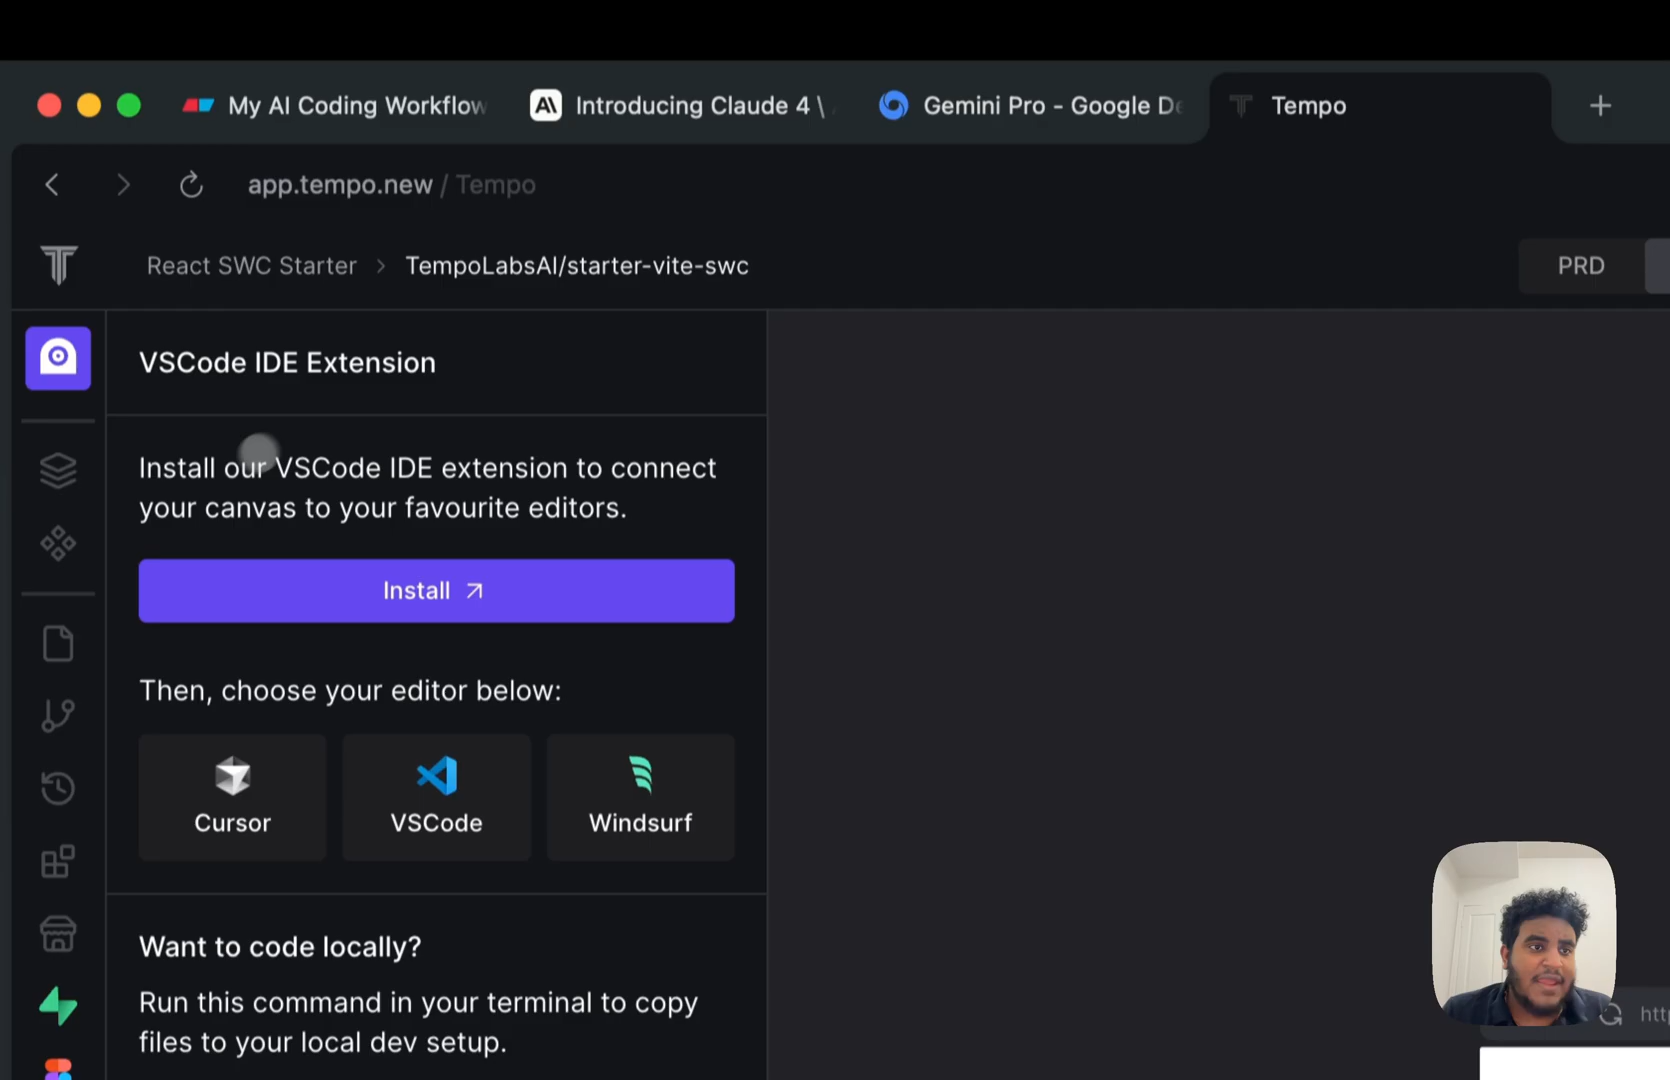 My AI Coding Workflow
Introducing Claude 4 \
Gemini Pro - Google De
Tempo
app.tempo.new / Tempo
React SWC Starter > TempoLabsAI/starter-vite-swc
PRD
VSCode IDE Extension
Install our VSCode IDE extension to connect
your canvas to your favourite editors.
Install
Then, choose your editor below:
Cursor
VSCode
Windsurf
Want to code locally?
Run this command in your terminal to copy
files to your local dev setup.